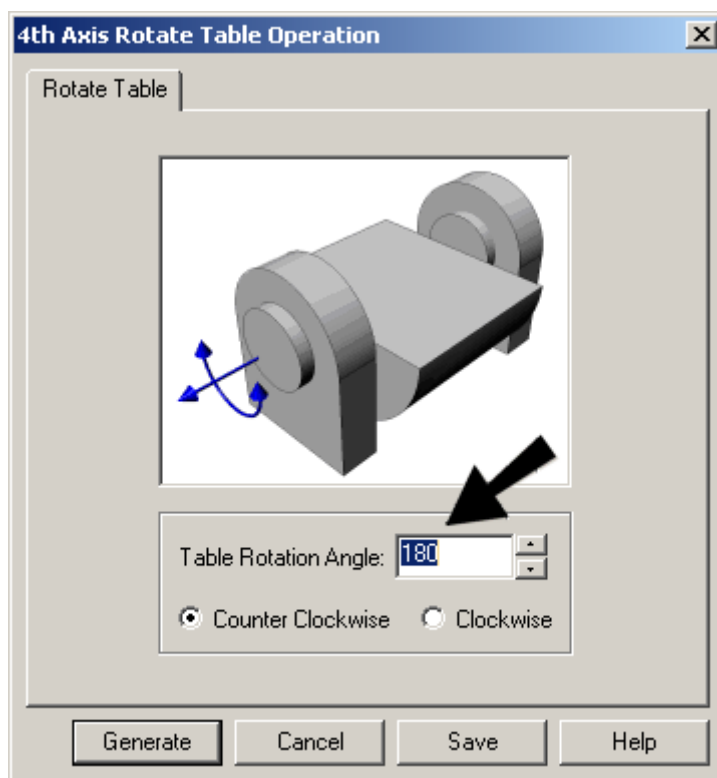 4th Axis Rotate Table Operation
Rotate Table
Table Rotation Angle: 180
Counter Clockwise Clockwise
Generate Cancel Save Help